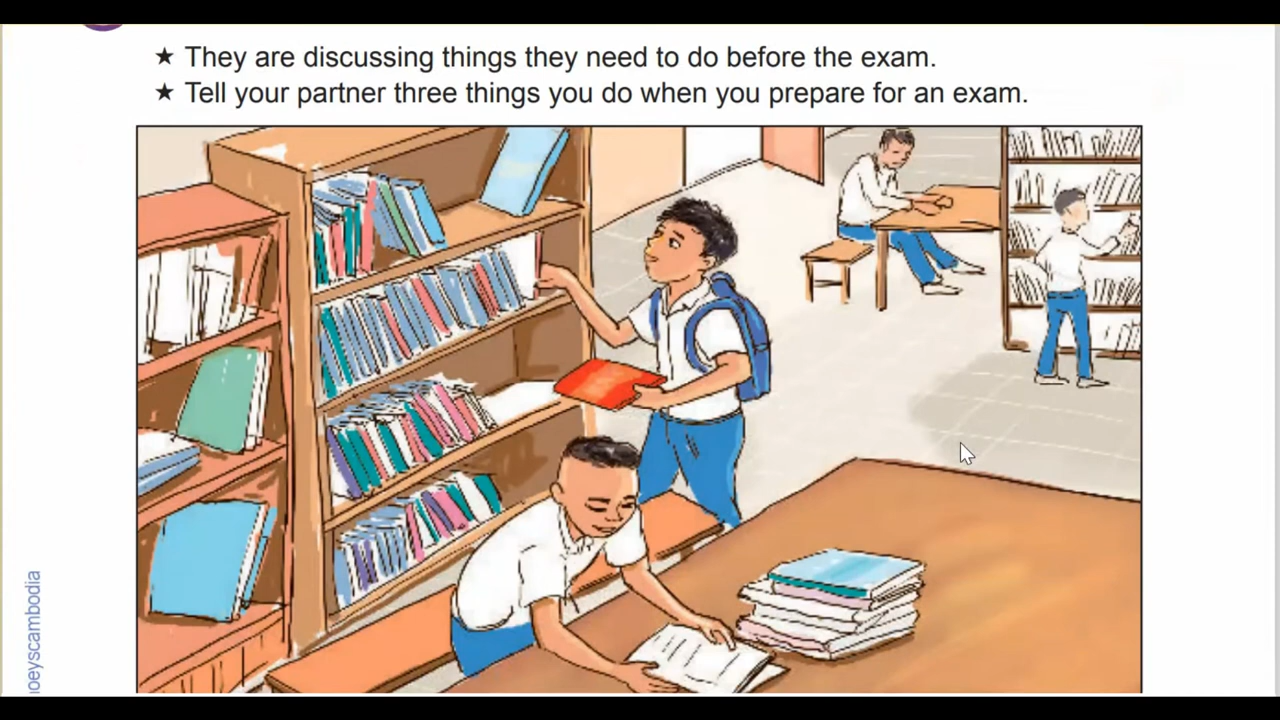 ★ They are discussing things they need to do before the exam.
★ Tell your partner three things you do when you prepare for an exam.
oeyscambodia